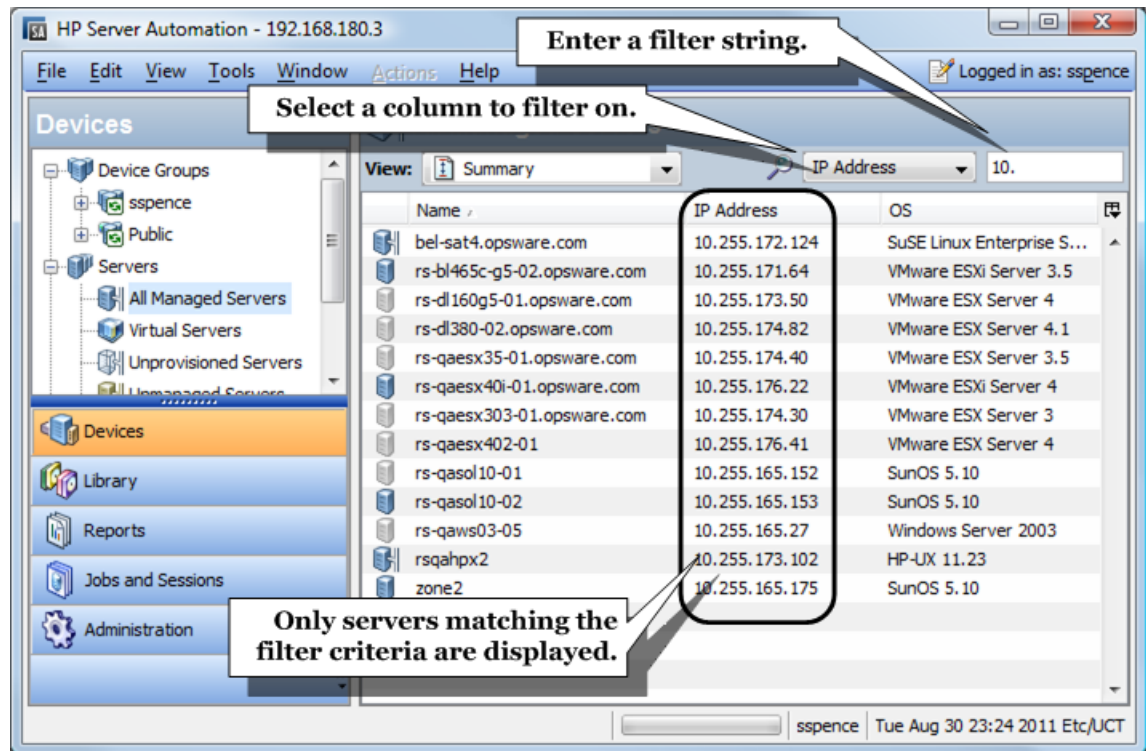 HP Server Automation - 192.168.180.3
Enter a filter string.
File Edit View Tools Window Actions Help
Logged in as: sspence
Select a column to filter on.
Devices
Device Groups
sspence
Public
Servers
All Managed Servers
Virtual Servers
Unprovisioned Servers
Unmanaged Servers
Devices
Library
Reports
Jobs and Sessions
Administration
View: Summary
IP Address
10.
Name IP Address OS
bel-sat4.opsware.com 10.255.172.124 SuSE Linux Enterprise S...
rs-bl465c-g5-02.opsware.com 10.255.171.64 VMware ESXi Server 3.5
rs-dl160g5-01.opsware.com 10.255.173.50 VMware ESX Server 4
rs-dl380-02.opsware.com 10.255.174.82 VMware ESX Server 4.1
rs-qaesx35-01.opsware.com 10.255.174.40 VMware ESX Server 3.5
rs-qaesx40i-01.opsware.com 10.255.176.22 VMware ESXi Server 4
rs-qaesx303-01.opsware.com 10.255.174.30 VMware ESX Server 3
rs-qaesx402-01 10.255.176.41 VMware ESX Server 4
rs-qasol10-01 10.255.165.152 SunOS 5.10
rs-qasol10-02 10.255.165.153 SunOS 5.10
rs-qaws03-05 10.255.165.27 Windows Server 2003
rsqahpx2 10.255.173.102 HP-UX 11.23
zone2 10.255.165.175 SunOS 5.10
Only servers matching the
filter criteria are displayed.
sspence Tue Aug 30 23:24 2011 Etc/UCT